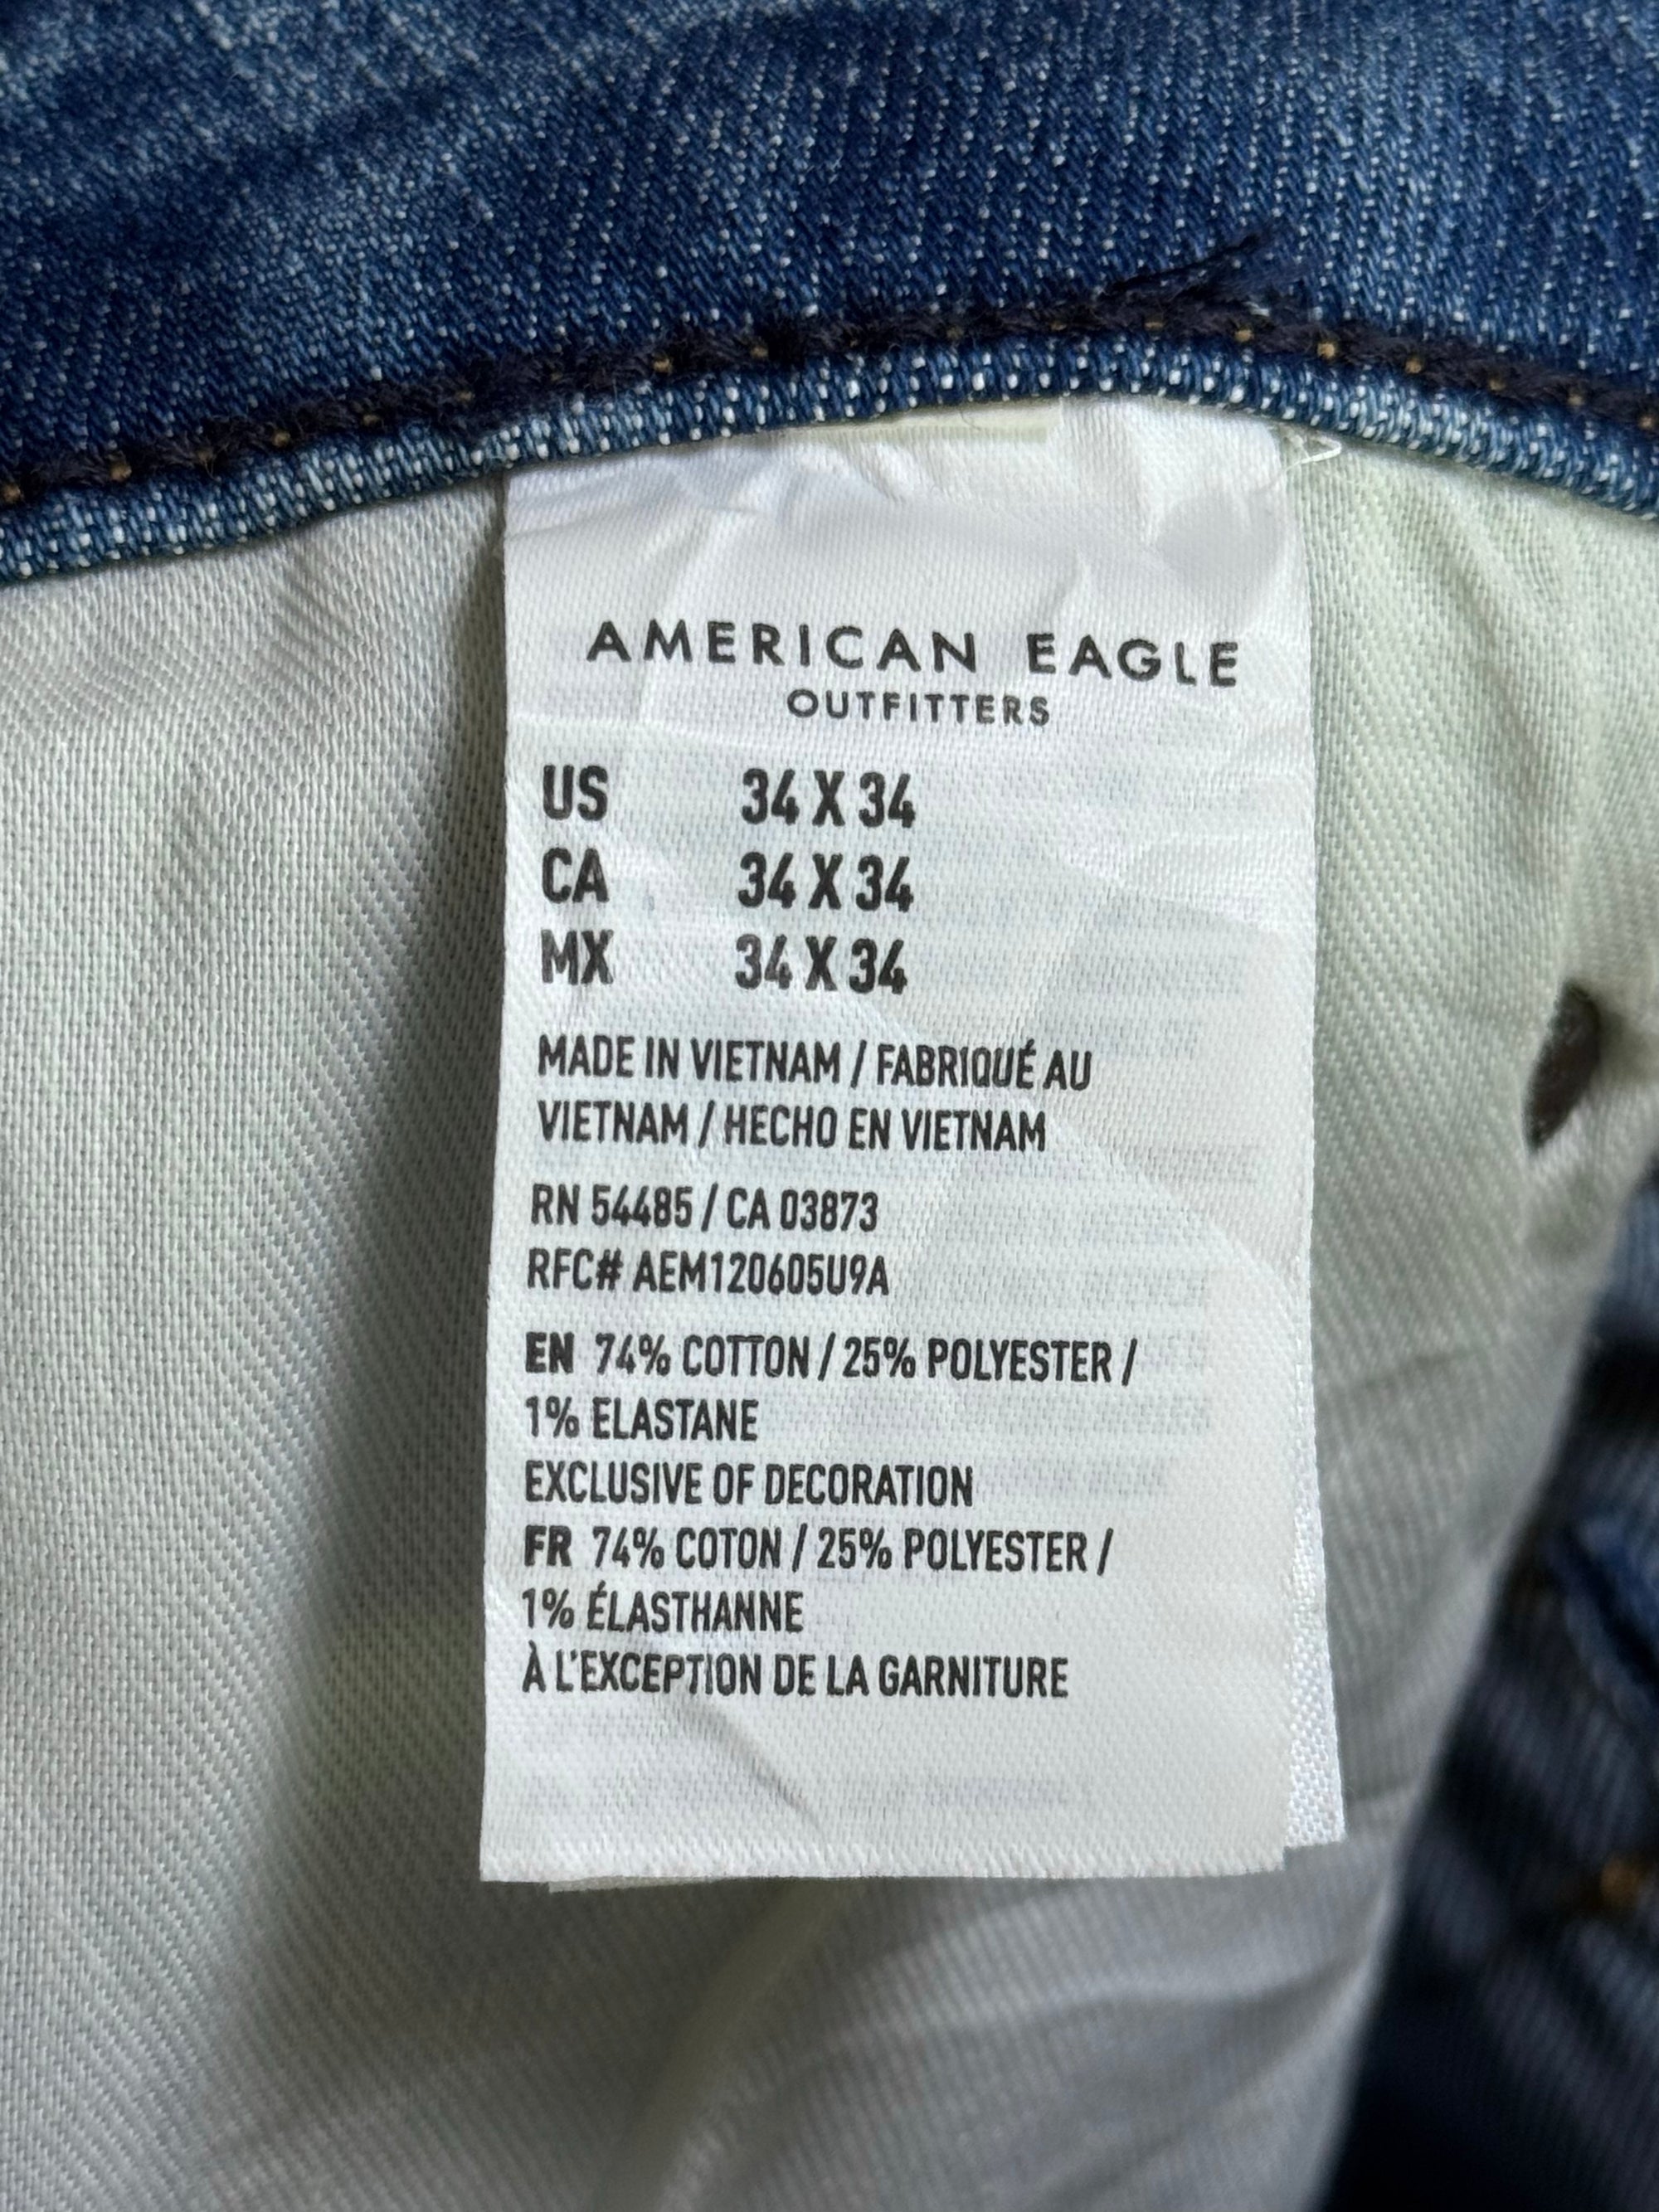 AMERICAN EAGLE
OUTFITTERS
US 34 X 34
CA 34 X 34
MX 34 X 34
MADE IN VIETNAM / FABRIQUÉ AU
VIETNAM / HECHO EN VIETNAM
RN 54485 / CA 03873
RFC# AEM120605U9A
EN 74% COTTON / 25% POLYESTER /
1% ELASTANE
EXCLUSIVE OF DECORATION
FR 74% COTON / 25% POLYESTER /
1% ÉLASTHANNE
À L'EXCEPTION DE LA GARNITURE